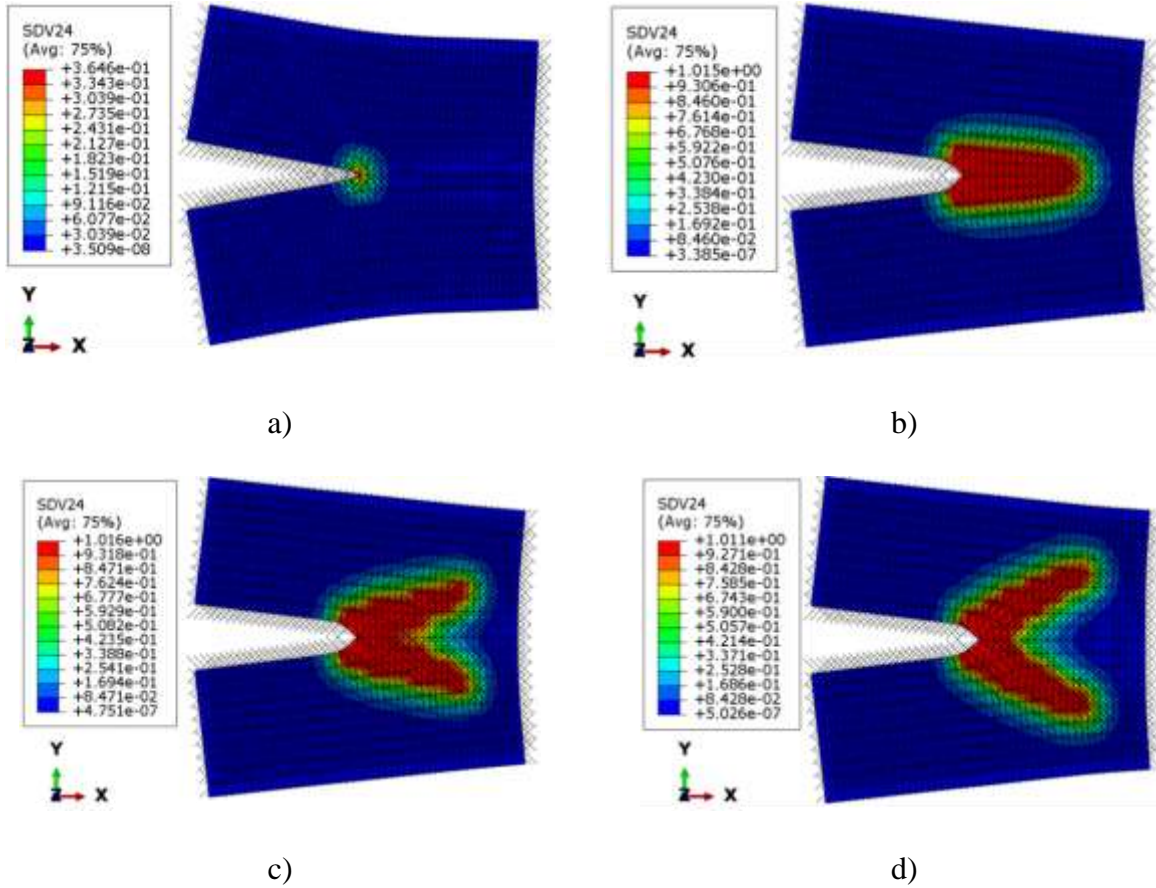 SDV24
(Avg: 75%)
+3.646e-01
+3.343e-01
+3.039e-01
+2.735e-01
+2.431e-01
+2.127e-01
+1.823e-01
+1.519e-01
+1.215e-01
+9.116e-02
+6.077e-02
+3.039e-02
+3.509e-08
Y
Z
X
a)
SDV24
(Avg: 75%)
+1.015e+00
+9.306e-01
+8.460e-01
+7.614e-01
+6.768e-01
+5.922e-01
+5.076e-01
+4.230e-01
+3.384e-01
+2.538e-01
+1.692e-01
+8.460e-02
+3.385e-07
Y
Z
X
b)
SDV24
(Avg: 75%)
+1.016e+00
+9.318e-01
+8.471e-01
+7.624e-01
+6.777e-01
+5.929e-01
+5.082e-01
+4.235e-01
+3.388e-01
+2.541e-01
+1.694e-01
+8.471e-02
+4.751e-07
Y
Z
X
c)
SDV24
(Avg: 75%)
+1.011e+00
+9.271e-01
+8.428e-01
+7.585e-01
+6.743e-01
+5.900e-01
+5.057e-01
+4.214e-01
+3.371e-01
+2.528e-01
+1.686e-01
+8.428e-02
+5.026e-07
Y
Z
X
d)